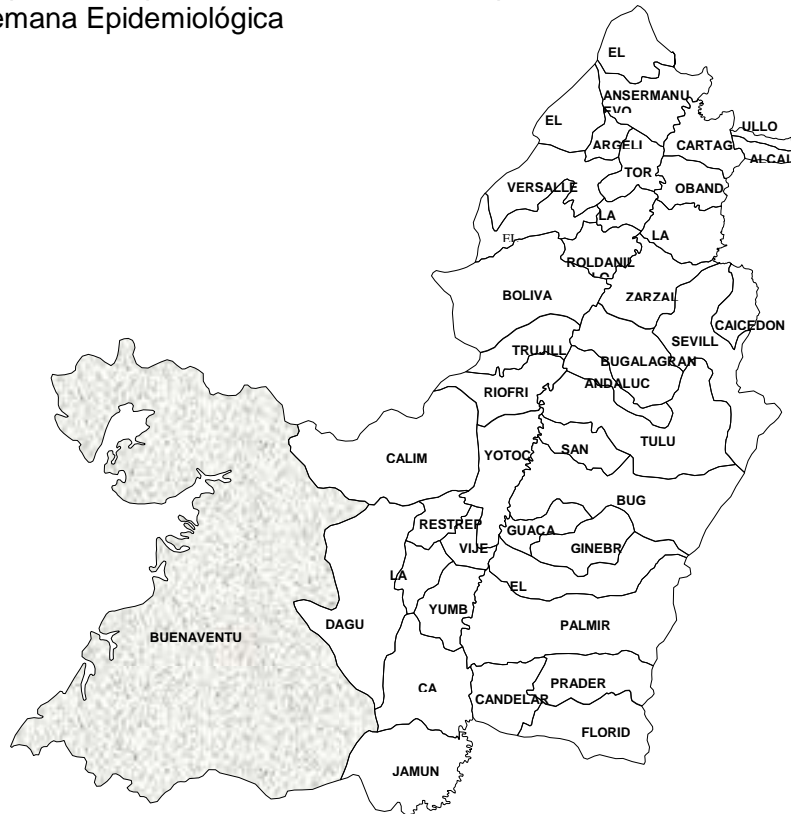 emana Epidemiológica
EL
ANSERMANU
EVO
EL
ULLO
ARGELI
CARTAG
ALCAL
TOR
VERSALLE
OBAND
LA
LA
EL
ROLDANIL
LO
BOLIVA
ZARZAL
CAICEDON
SEVILL
TRUJILL
BUGALAGRAN
ANDALUC
RIOFRI
TULU
SAN
YOTOC
CALIM
BUG
RESTREP
GUACA
VIJE
GINEBR
LA
EL
YUMB
BUENAVENTU
DAGU
PALMIR
PRADER
CA
CANDELAR
FLORID
JAMUN